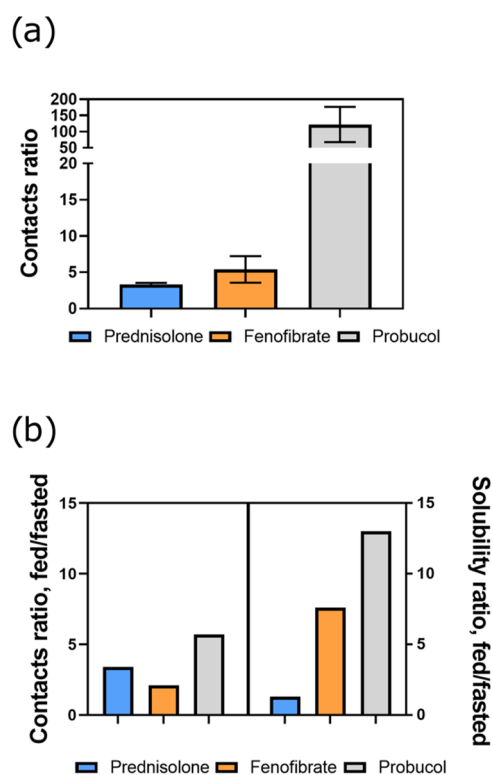 (a)
Contacts ratio
200
150
100
50
20
15
10
5
0
Prednisolone Fenofibrate Probucol
(b)
Contacts ratio, fed/fasted
15
10
5
0
15
10
5
0
Solubility ratio, fed/fasted
Prednisolone Fenofibrate Probucol